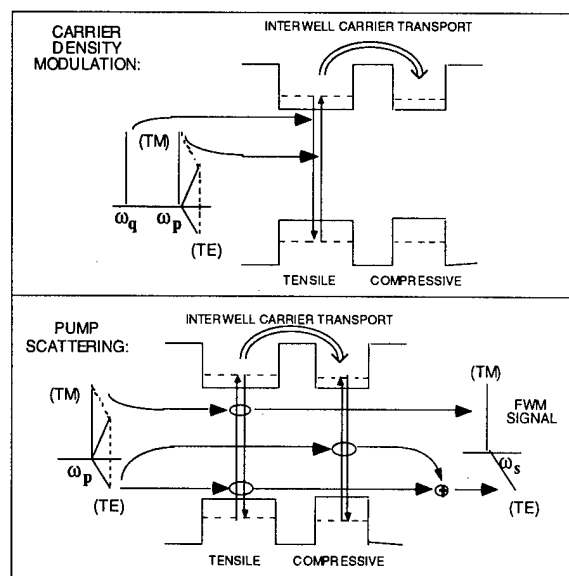 CARRIER
DENSITY
MODULATION:
INTERWELL CARRIER TRANSPORT
(TM)
ωq ωp
(TE)
TENSILE COMPRESSIVE
PUMP
SCATTERING:
INTERWELL CARRIER TRANSPORT
(TM)
(TM)
FWM
SIGNAL
ωp
ωs
(TE)
(TE)
TENSILE COMPRESSIVE